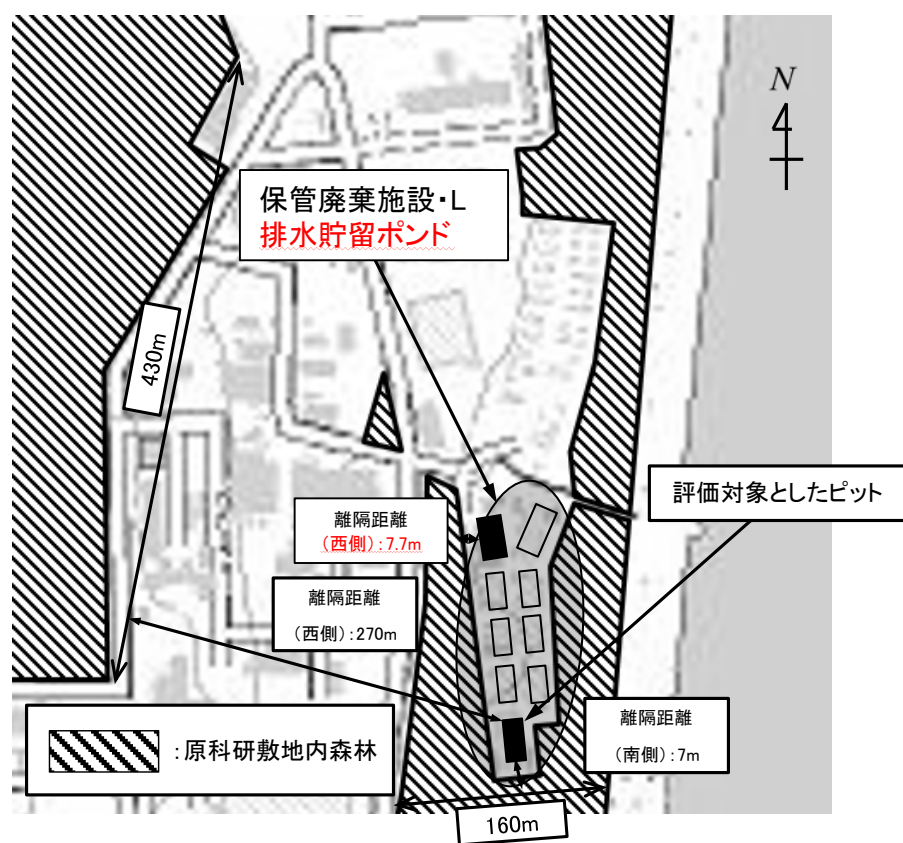 N
保管廃棄施設・L
排水貯留ポンド
430m
評価対象としたピット
離隔距離
(西側):7.7m
離隔距離
(西側):270m
離隔距離
(南側):7m
:原科研敷地内森林
160m